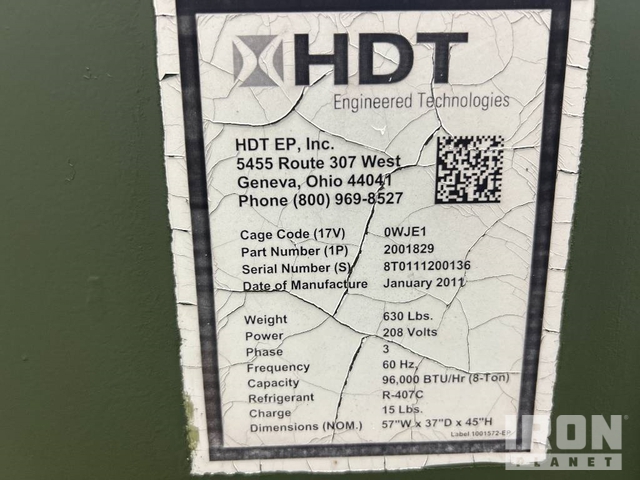 HDT
Engineered Technologies
HDT EP, Inc.
5455 Route 307 West
Geneva, Ohio 44041
Phone (800) 969-8527
Cage Code (17V) 0WJE1
Part Number (1P) 2001829
Serial Number (S) 8T0111200136
Date of Manufacture January 2011
Weight 630 Lbs.
Power 208 Volts
Phase 3
Frequency 60 Hz,
Capacity 96,000 BTU/Hr (8-Ton)
Refrigerant R-407C
Charge 15 Lbs.
Dimensions (NOM.) 57"W x 37"D x 45"H
Label 1001572-EP
IRON
PLANET